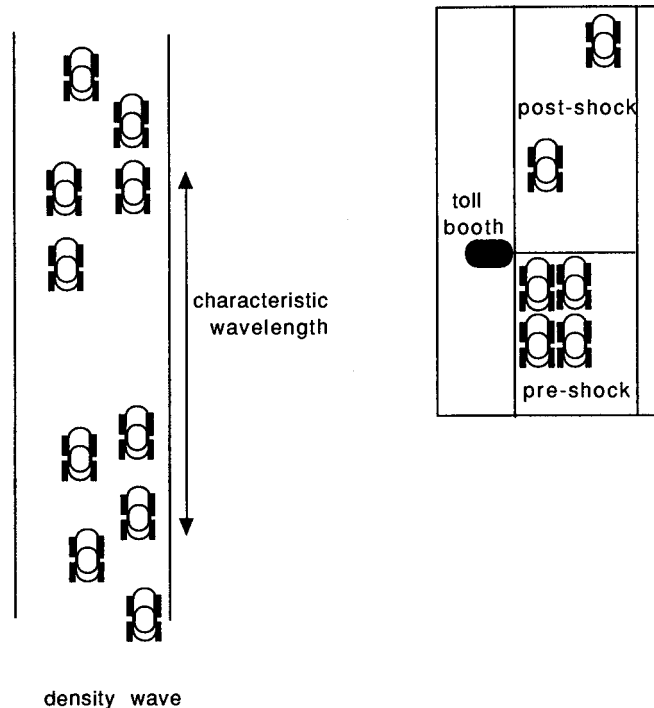 post-shock
toll
booth
characteristic
wavelength
pre-shock
density wave